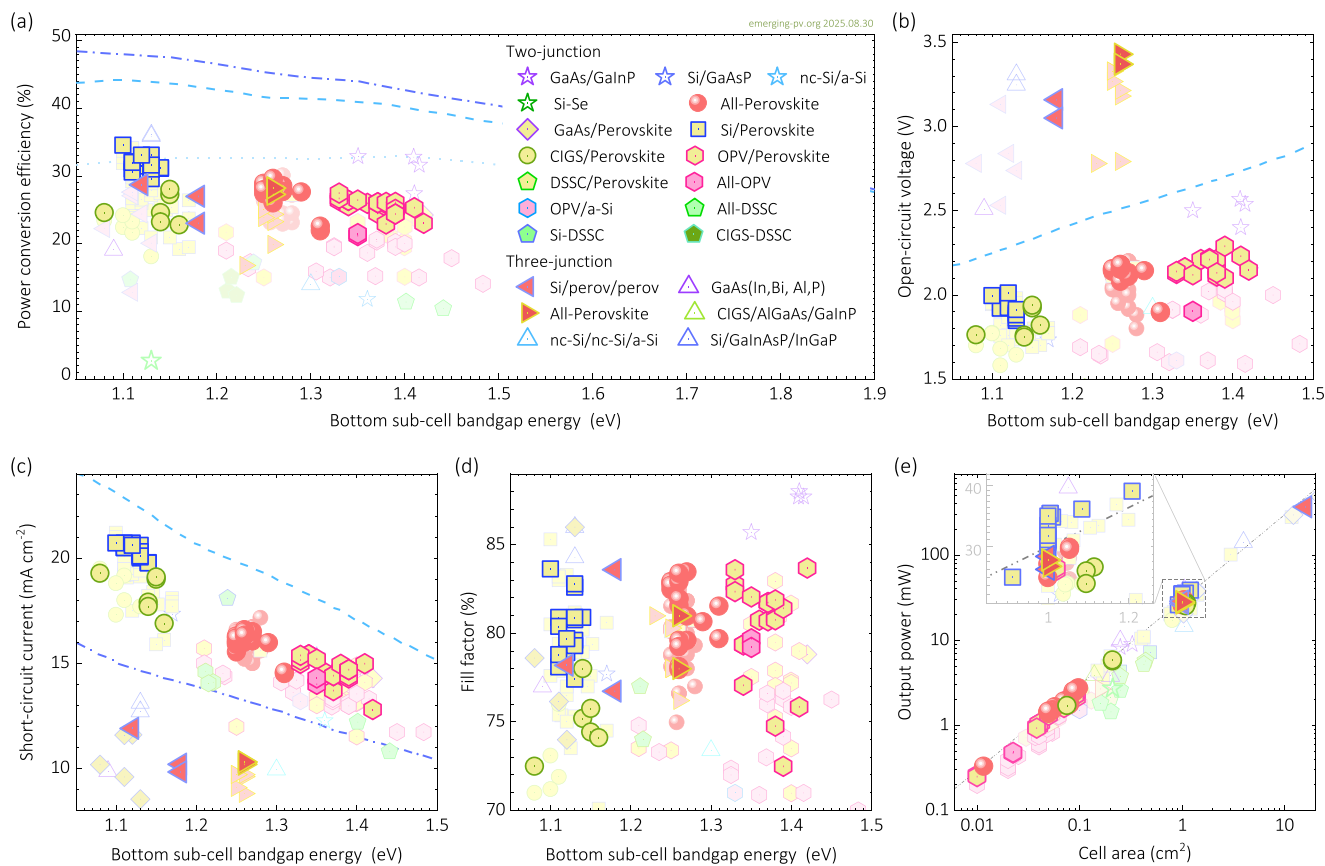 (a)
emerging-pv.org 2025.08.30
50
40
30
20
10
0
Power conversion efficiency (%)
1.1
1.2
1.3
1.4
1.5
1.6
1.7
1.8
1.9
Bottom sub-cell bandgap energy (eV)
Two-junction
GaAs/GaInP
Si/GaAsP
nc-Si/a-Si
Si-Se
All-Perovskite
GaAs/Perovskite
Si/Perovskite
CIGS/Perovskite
OPV/Perovskite
DSSC/Perovskite
All-OPV
OPV/a-Si
All-DSSC
Si-DSSC
CIGS-DSSC
Three-junction
Si/perov/perov
GaAs(In,Bi, Al,P)
All-Perovskite
CIGS/AlGaAs/GaInP
nc-Si/nc-Si/a-Si
Si/GaInAsP/InGaP
(b)
3.5
3.0
2.5
2.0
1.5
Open-circuit voltage (V)
1.1
1.2
1.3
1.4
1.5
Bottom sub-cell bandgap energy (eV)
(c)
20
15
10
Short-circuit current (mA cm-2)
1.1
1.2
1.3
1.4
1.5
Bottom sub-cell bandgap energy (eV)
(d)
85
80
75
70
Fill factor (%)
1.1
1.2
1.3
1.4
1.5
Bottom sub-cell bandgap energy (eV)
(e)
40
30
1
1.2
100
10
1
0.1
Output power (mW)
0.01
0.1
1
10
Cell area (cm2)